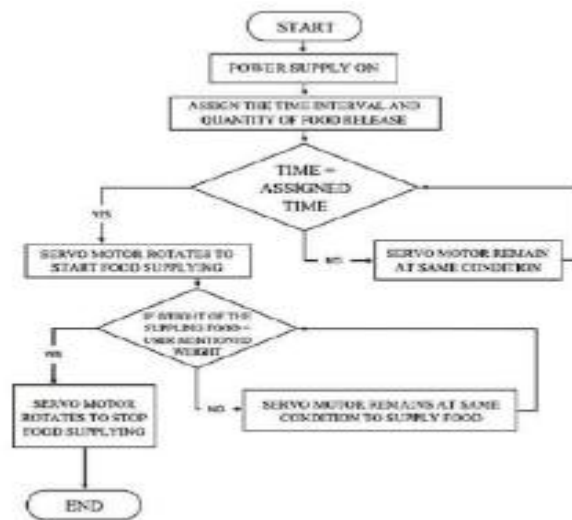 START
POWER SUPPLY ON
ASSIGN THE TIME INTERVAL AND
QUANTITY OF FOOD RELEASE
TIME =
ASSIGNED
TIME
YES
NO
SERVO MOTOR ROTATES TO
START FOOD SUPPLYING
SERVO MOTOR REMAIN
AT SAME CONDITION
IF WEIGHT OF THE
SUPPLING FOOD =
USER MENTIONED
WEIGHT
YES
NO
SERVO MOTOR
ROTATES TO STOP
FOOD SUPPLYING
SERVO MOTOR REMAINS AT SAME
CONDITION TO SUPPLY FOOD
END